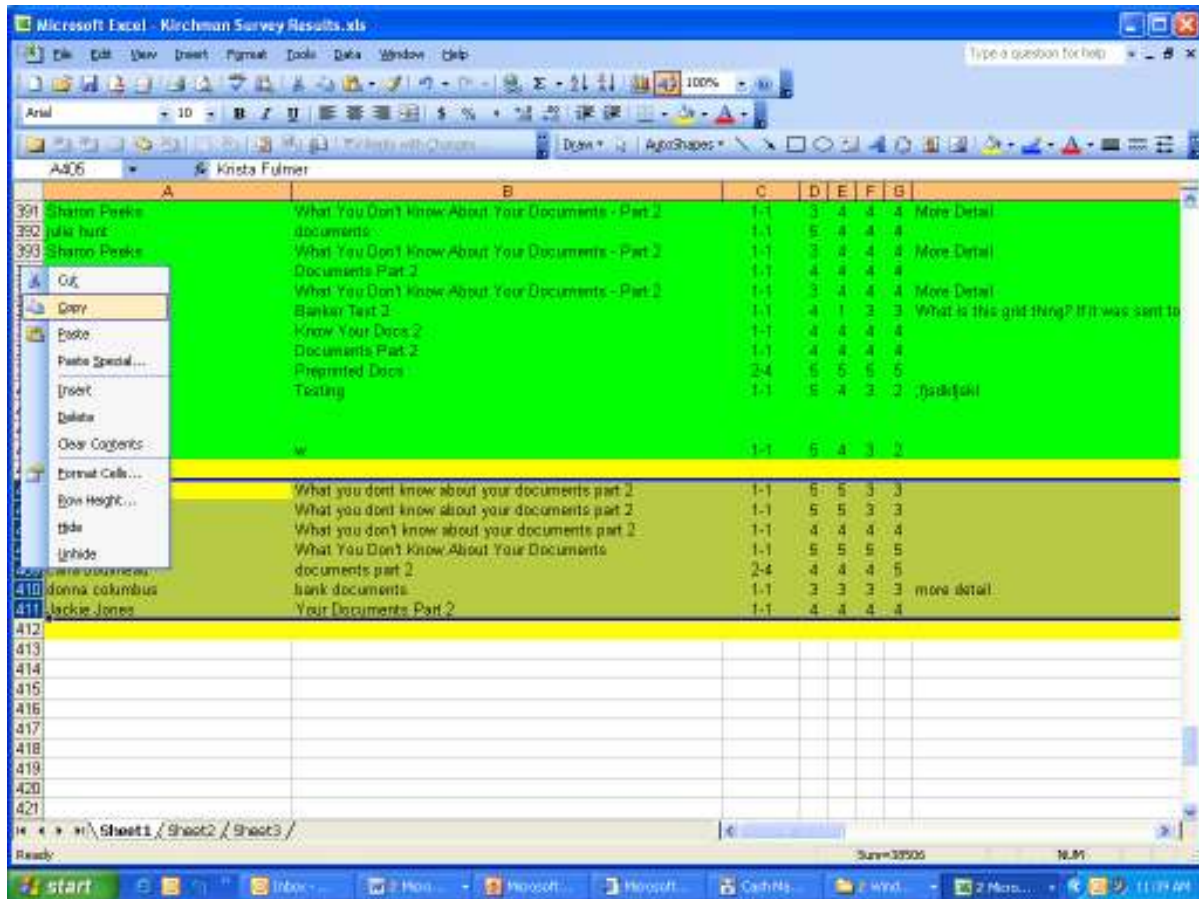 Microsoft Excel - Kirchman Survey Results.xls
File Edit View Insert Format Tools Data Window Help Type a question for help
100%
Arial 10 B I U $ %
Draw AutoShapes
A405 Krista Fulmer
A B C D E F G
391 Sharon Peeks What You Don't Know About Your Documents - Part 2 1-1 3 4 4 4 More Detail
392 julie hunt documents 1-1 5 4 4 4
393 Sharon Peeks What You Don't Know About Your Documents - Part 2 1-1 3 4 4 4 More Detail
Documents Part 2 1-1 4 4 4 4
What You Don't Know About Your Documents - Part 2 1-1 3 4 4 4 More Detail
Banker Text 2 1-1 4 1 3 3 What is this grid thing? If it was sent to
Know Your Docs 2 1-1 4 4 4 4
Documents Part 2 1-1 4 4 4 4
Preprinted Docs 2-4 5 5 5 5
Testing 1-1 5 4 3 2
w 1-1 5 4 3 2
Cut
Copy
Paste
Paste Special...
Insert
Delete
Clear Contents
Format Cells...
Row Height...
Hide
Unhide
What you dont know about your documents part 2 1-1 5 5 3 3
What you dont know about your documents part 2 1-1 5 5 3 3
What you don't know about your documents part 2 1-1 4 4 4 4
What You Don't Know About Your Documents 1-1 5 5 5 5
documents part 2 2-4 4 4 4 5
410 donna columbus bank documents 1-1 3 3 3 3 more detail
411 Jackie Jones Your Documents Part 2 1-1 4 4 4 4
412
413
414
415
416
417
418
419
420
421
Sheet1 / Sheet2 / Sheet3 /
Ready Sum=38506 NUM
start Inbox - ... 2 Micro... Microsoft ... Microsoft ... 2 Wind... 2 Micro... 11:09 AM